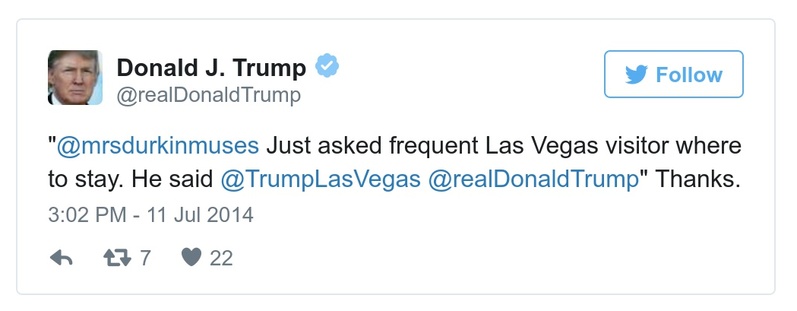 Donald J. Trump
@realDonaldTrump
Follow
"@mrsdurkinmuses Just asked frequent Las Vegas visitor where
to stay. He said @TrumpLasVegas @realDonaldTrump" Thanks.
3:02 PM - 11 Jul 2014
7 22